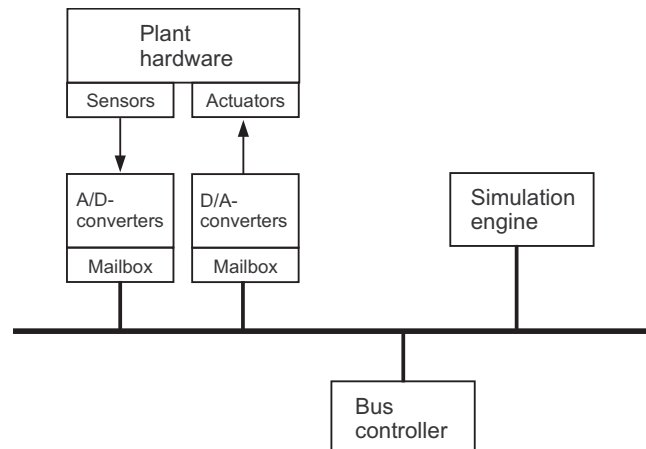 Plant
hardware
Sensors
Actuators
A/D-
converters
D/A-
converters
Mailbox
Mailbox
Simulation
engine
Bus
controller